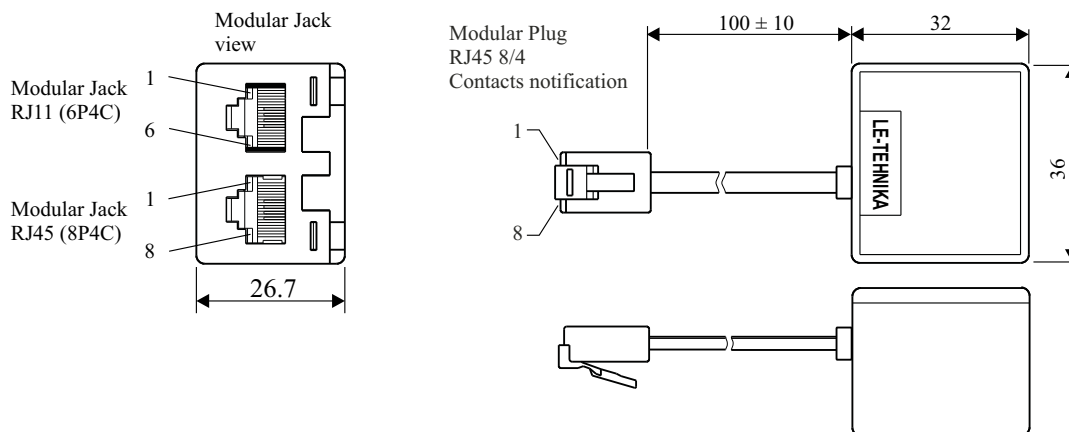 Modular Jack
view
Modular Jack
RJ11 (6P4C)
1
6
Modular Jack
RJ45 (8P4C)
1
8
26.7
Modular Plug
RJ45 8/4
Contacts notification
1
8
100 ± 10
32
36
LE-TEHNIKA